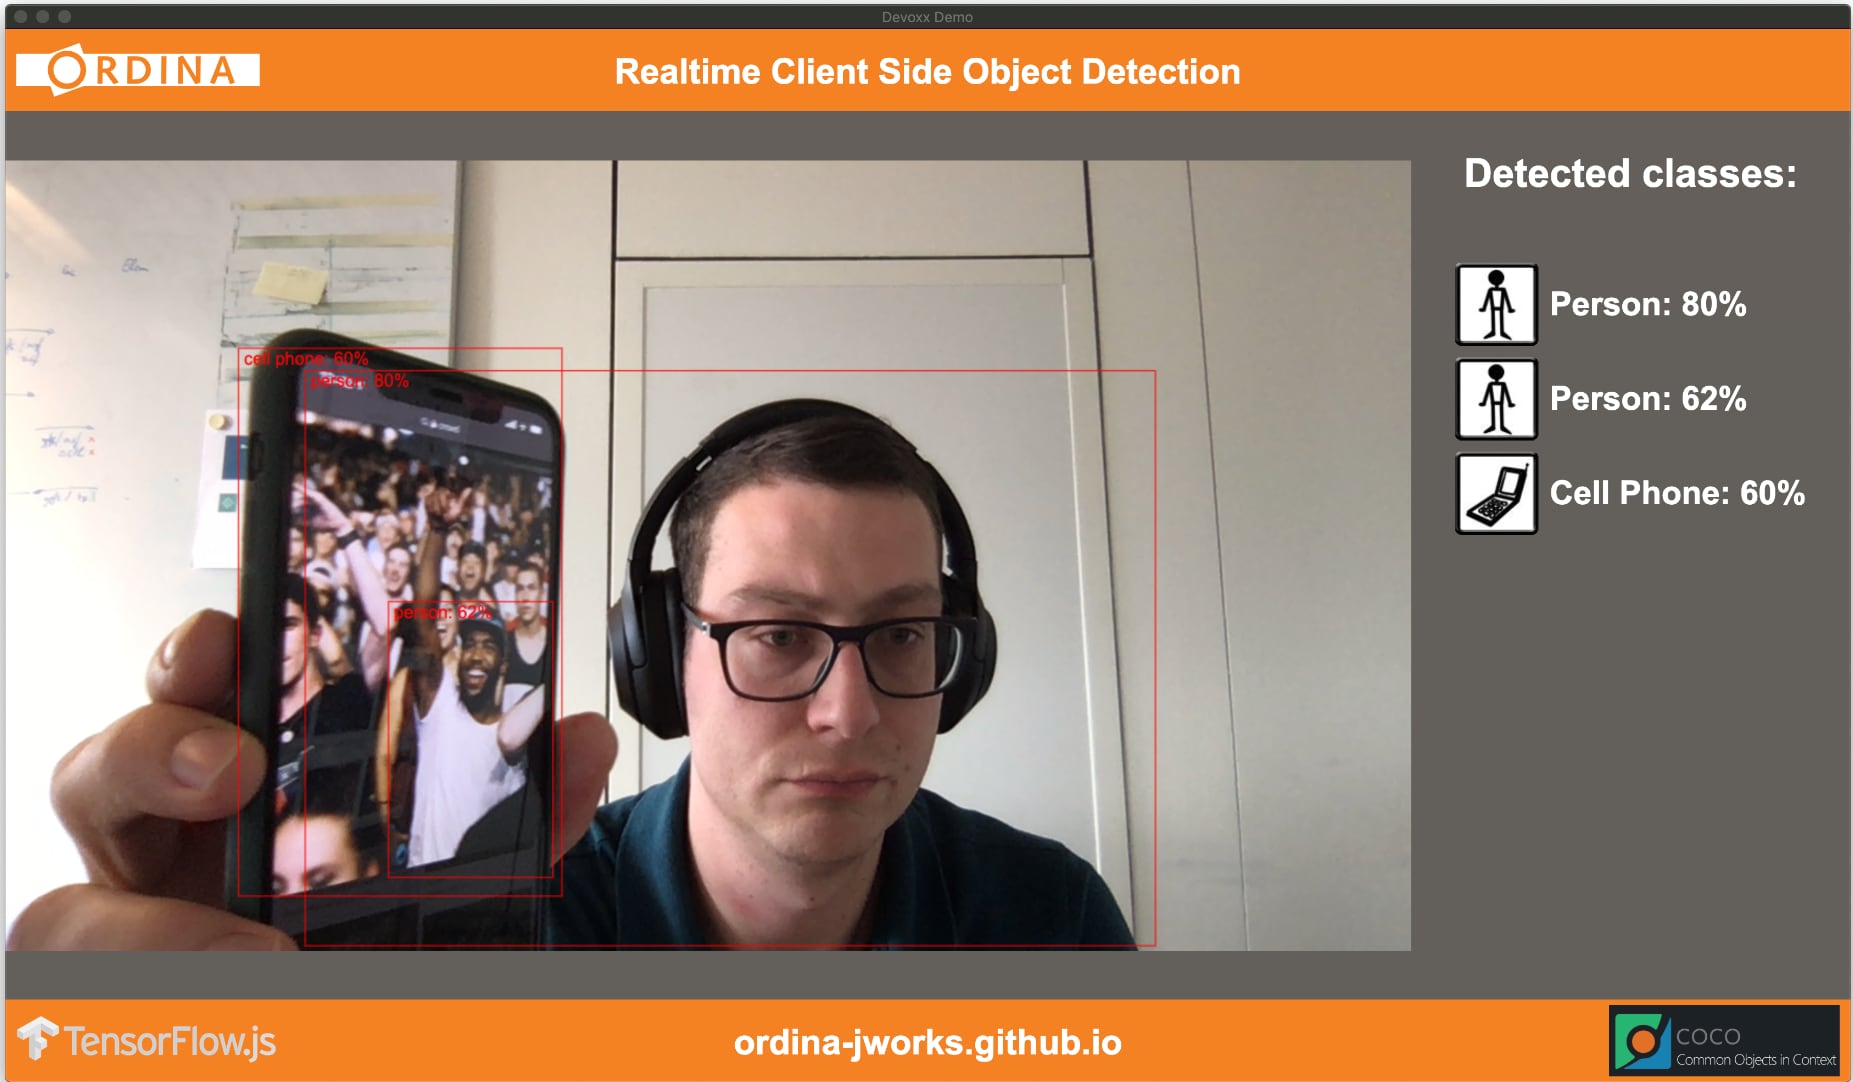 Devoxx Demo
ORDINA
Realtime Client Side Object Detection
Detected classes:
Person: 80%
Person: 62%
Cell Phone: 60%
cell phone: 60%
person: 80%
person: 62%
TensorFlow.js
ordina-jworks.github.io
COCO
Common Objects in Context